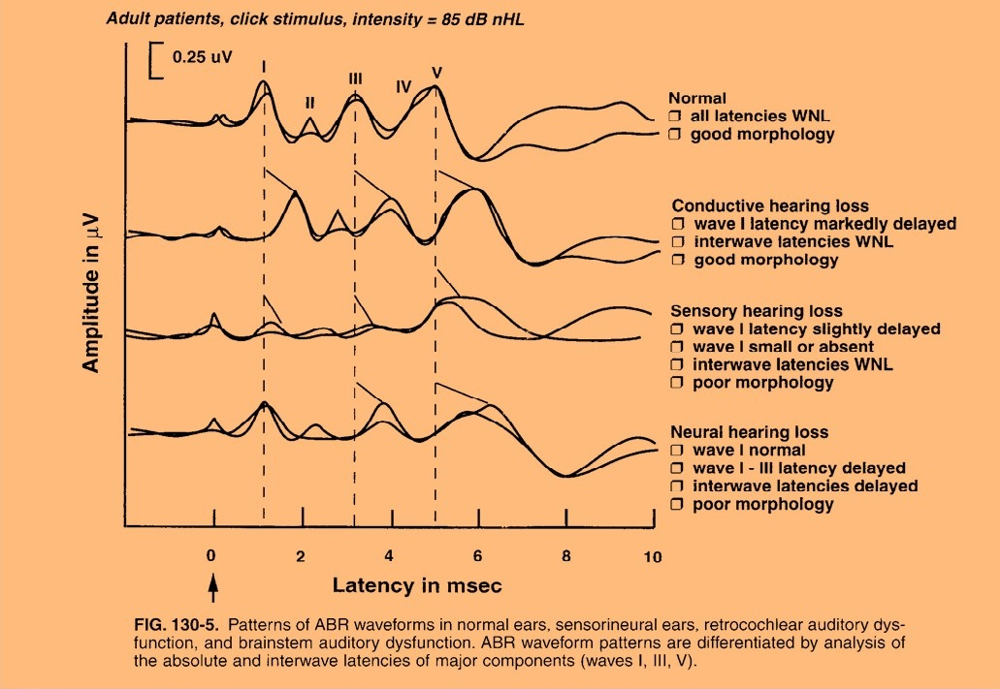 Adult patients, click stimulus, intensity = 85 dB nHL
0.25 uV
I
II
III
IV
V
Normal
❒ all latencies WNL
❒ good morphology
Conductive hearing loss
❒ wave I latency markedly delayed
❒ interwave latencies WNL
❒ good morphology
Sensory hearing loss
❒ wave I latency slightly delayed
❒ wave I small or absent
❒ interwave latencies WNL
❒ poor morphology
Neural hearing loss
❒ wave I normal
❒ wave I - III latency delayed
❒ interwave latencies delayed
❒ poor morphology
Amplitude in µV
0 2 4 6 8 10
Latency in msec
FIG. 130-5. Patterns of ABR waveforms in normal ears, sensorineural ears, retrocochlear auditory dys-
function, and brainstem auditory dysfunction. ABR waveform patterns are differentiated by analysis of
the absolute and interwave latencies of major components (waves I, III, V).